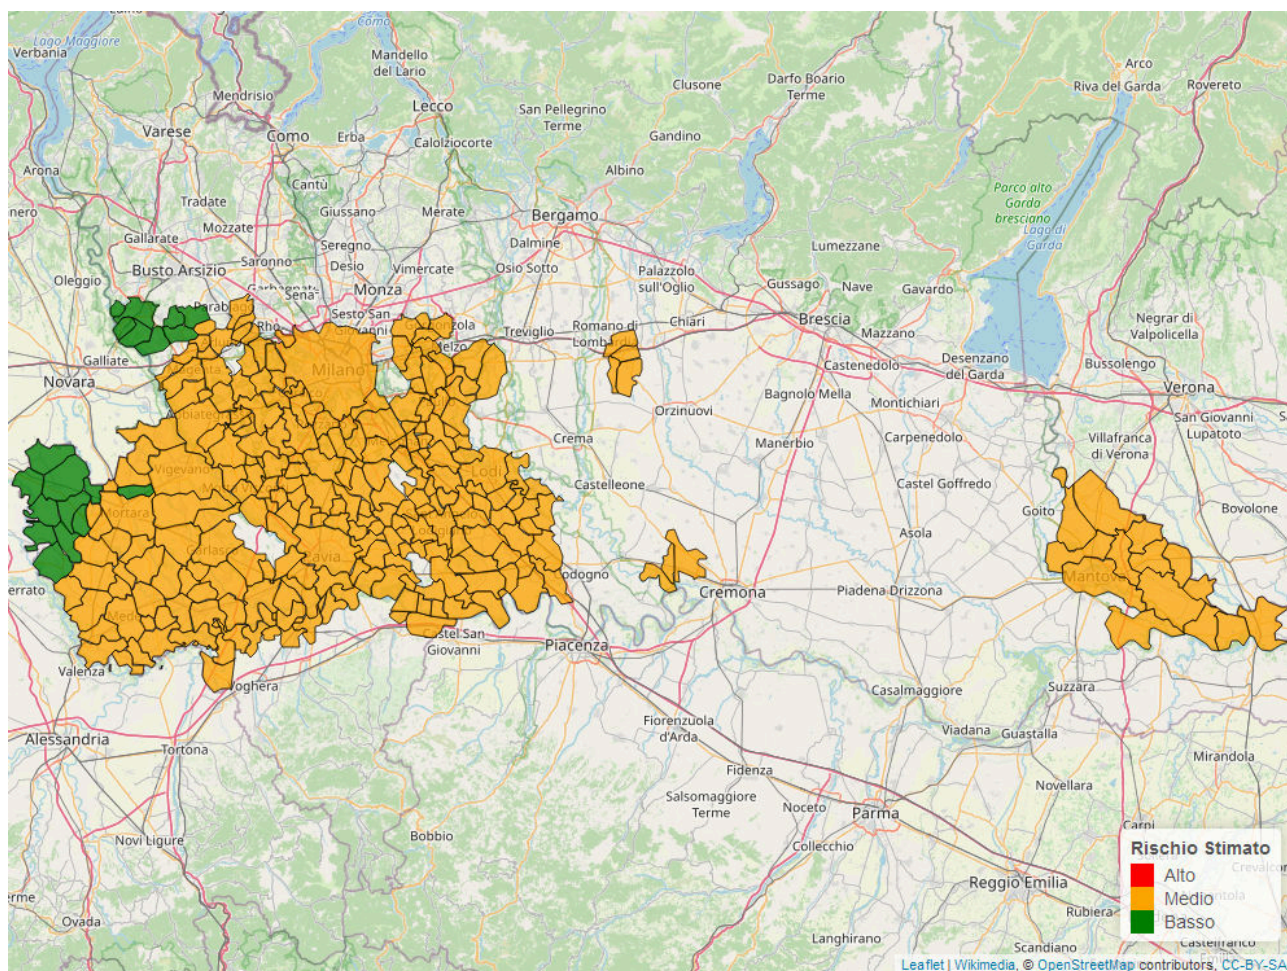 Lago Maggiore
Verbania
Como
Mandello
del Lario
Clusone
Darfo Boario
Terme
Arco
Riva del Garda
Rovereto
Mendrisio
Lecco
San Pellegrino
Terme
Varese
Como
Erba
Calolziocorte
Gandino
Arona
Albino
Cantù
Parco alto
Garda
bresciano
Lago di
Garda
Tradate
Giussano
Merate
Bergamo
Mozzate
Gallarate
Seregno
Dalmine
Lumezzane
Oleggio
Busto Arsizio
Saronno
Desio
Vimercate
Osio Sotto
Palazzolo
sull'Oglio
Gussago
Nave
Gavardo
Monza
Sesto San
Giovanni
Rho
Treviglio
Romano di
Lombardia
Chiari
Brescia
Mazzano
Negrar di
Valpolicella
Galliate
Melzo
Castenedolo
Desenzano
del Garda
Bussolengo
Novara
Magenta
Milano
Bagnolo Mella
Montichiari
Verona
Orzinuovi
San Giovanni
Lupatoto
Crema
Manerbio
Carpenedolo
Villafranca
di Verona
Vigevano
Lodi
Castelleone
Castel Goffredo
Goito
Bovolone
Mortara
Asola
Garlasco
Pavia
Codogno
Mantova
Cremona
Piadena Drizzona
Mede
Castel San
Giovanni
Piacenza
Valenza
Voghera
Casalmaggiore
Suzzara
Alessandria
Tortona
Fiorenzuola
d'Arda
Viadana
Guastalla
Mirandola
Fidenza
Novellara
Salsomaggiore
Terme
Noceto
Parma
Bobbio
Novi Ligure
Collecchio
Carpi
Reggio Emilia
Rubiera
Ovada
Langhirano
Scandiano
Castelfranco
Rischio Stimato
Alto
Medio
Basso
Leaflet | Wikimedia, © OpenStreetMap contributors, CC-BY-SA